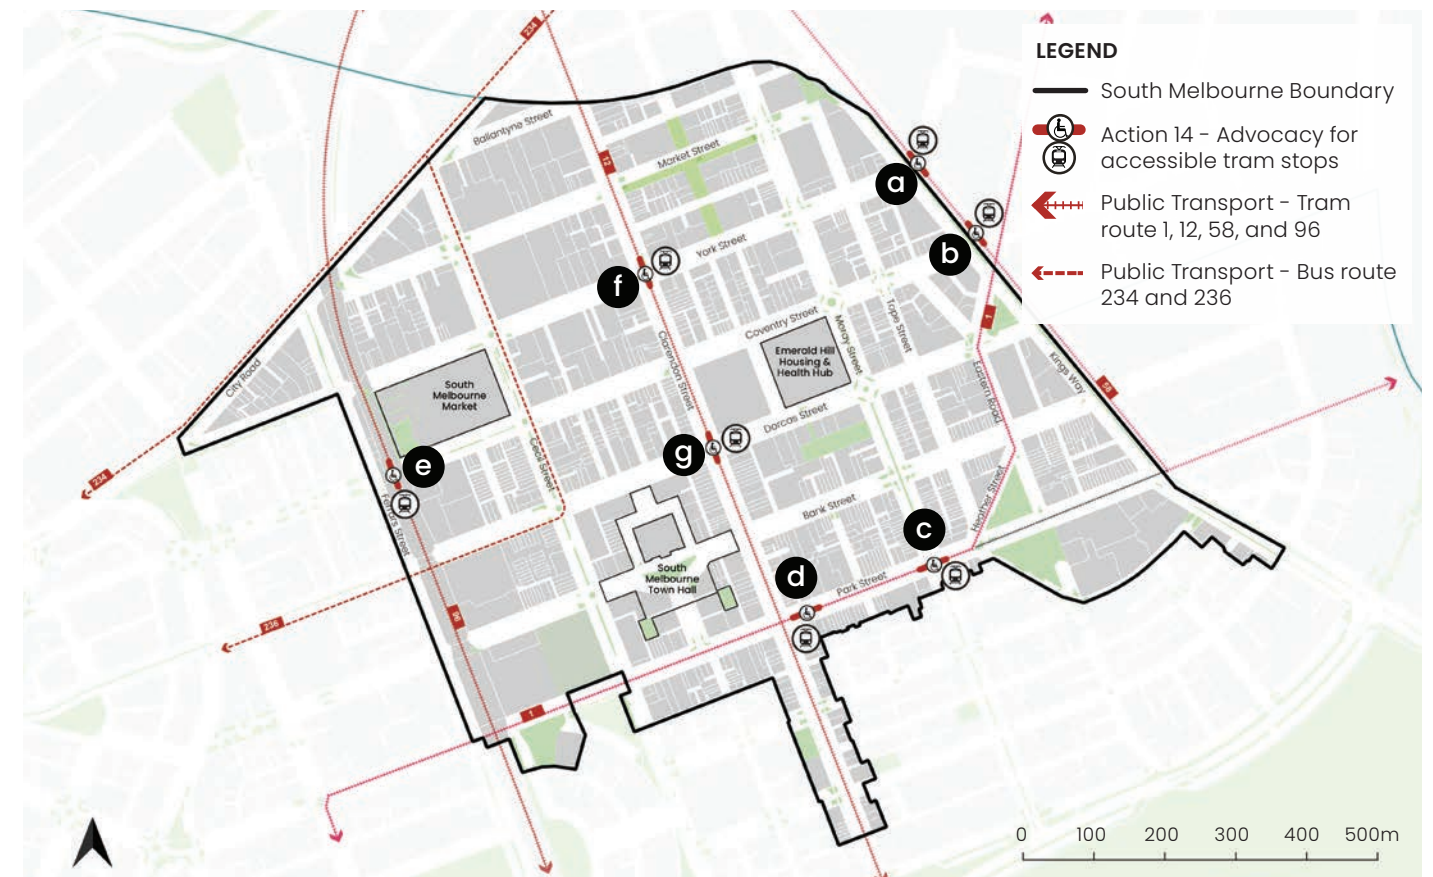 LEGEND
South Melbourne Boundary
Action 14 - Advocacy for
accessible tram stops
Public Transport - Tram
route 1, 12, 58, and 96
Public Transport - Bus route
234 and 236
234
Ballantyne Street
12
Market Street
a
b
York Street
f
Coventry Street
Moray Street
Tope Street
1
Clarendon Street
Emerald Hill
Housing &
Health Hub
Eastern Road
Kings Way
58
City Road
South
Melbourne
Market
Dorcas Street
g
e
Cecil Street
234
Ferrars Street
Bank Street
Heather Street
c
South
Melbourne
Town Hall
d
Park Street
96
236
1
0 100 200 300 400 500m